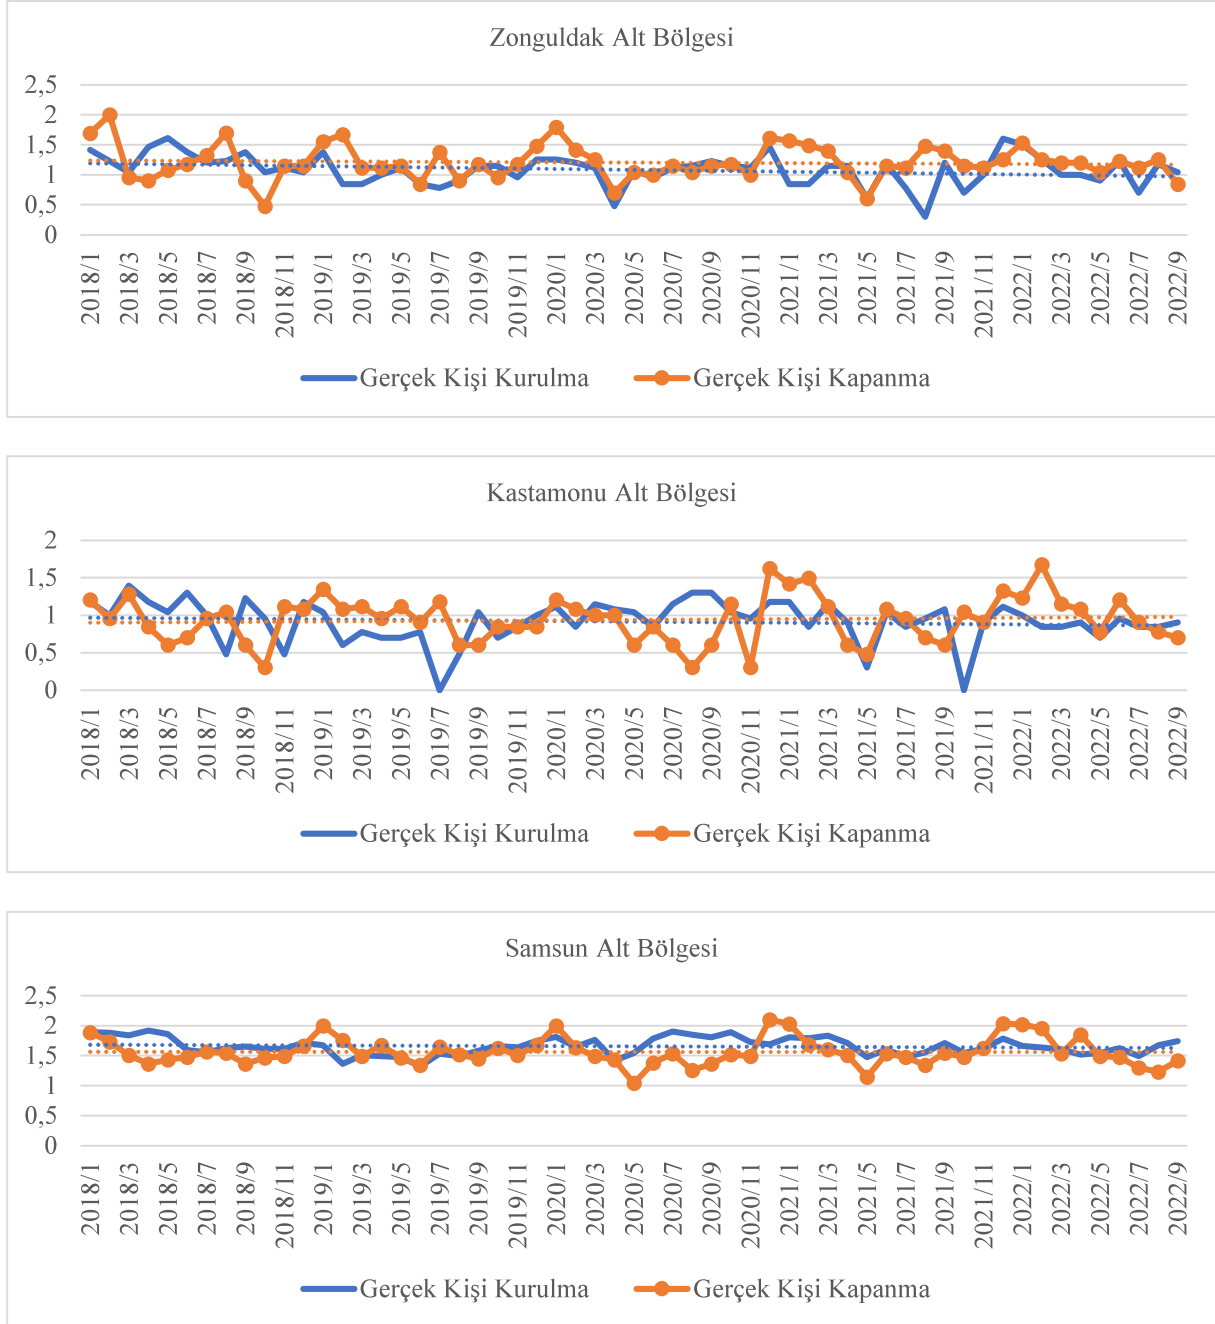 Zonguldak Alt Bölgesi
2,5
2
1,5
1
0,5
0
2018/1 2018/3 2018/5 2018/7 2018/9 2018/11 2019/1 2019/3 2019/5 2019/7 2019/9 2019/11 2020/1 2020/3 2020/5 2020/7 2020/9 2020/11 2021/1 2021/3 2021/5 2021/7 2021/9 2021/11 2022/1 2022/3 2022/5 2022/7 2022/9
Gerçek Kişi Kurulma Gerçek Kişi Kapanma
Kastamonu Alt Bölgesi
2
1,5
1
0,5
0
2018/1 2018/3 2018/5 2018/7 2018/9 2018/11 2019/1 2019/3 2019/5 2019/7 2019/9 2019/11 2020/1 2020/3 2020/5 2020/7 2020/9 2020/11 2021/1 2021/3 2021/5 2021/7 2021/9 2021/11 2022/1 2022/3 2022/5 2022/7 2022/9
Gerçek Kişi Kurulma Gerçek Kişi Kapanma
Samsun Alt Bölgesi
2,5
2
1,5
1
0,5
0
2018/1 2018/3 2018/5 2018/7 2018/9 2018/11 2019/1 2019/3 2019/5 2019/7 2019/9 2019/11 2020/1 2020/3 2020/5 2020/7 2020/9 2020/11 2021/1 2021/3 2021/5 2021/7 2021/9 2021/11 2022/1 2022/3 2022/5 2022/7 2022/9
Gerçek Kişi Kurulma Gerçek Kişi Kapanma